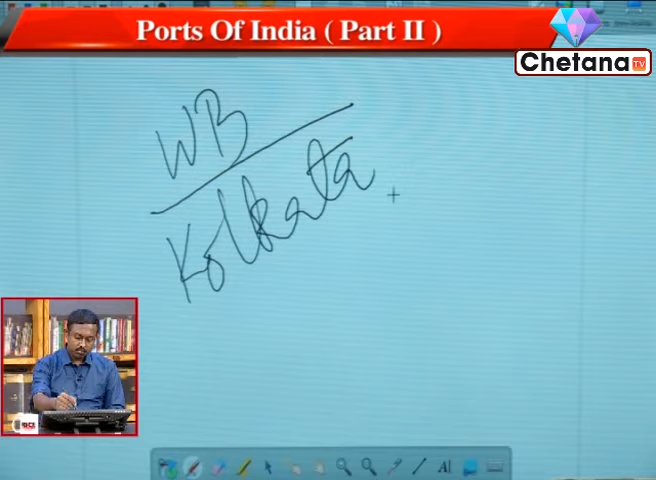 Ports Of India ( Part II )
Chetana TV
WB
Kolkata